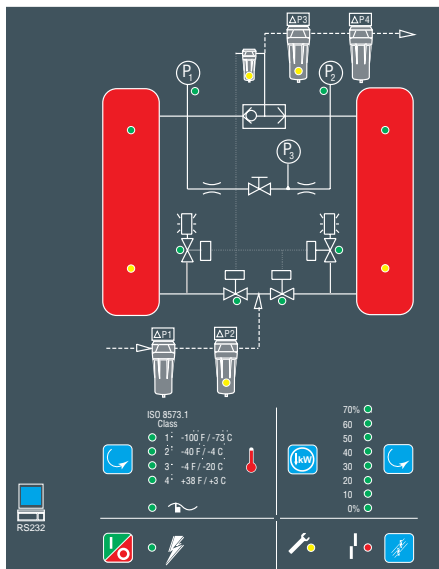 ΔP3 ΔP4
P1 P2
P3
ΔP1 ΔP2
ISO 8573.1
Class
1 -100 F / -73 C
2 -40 F / -4 C
3 -4 F / -20 C
4 +38 F / +3 C
kW
70%
60
50
40
30
20
10
0%
RS232